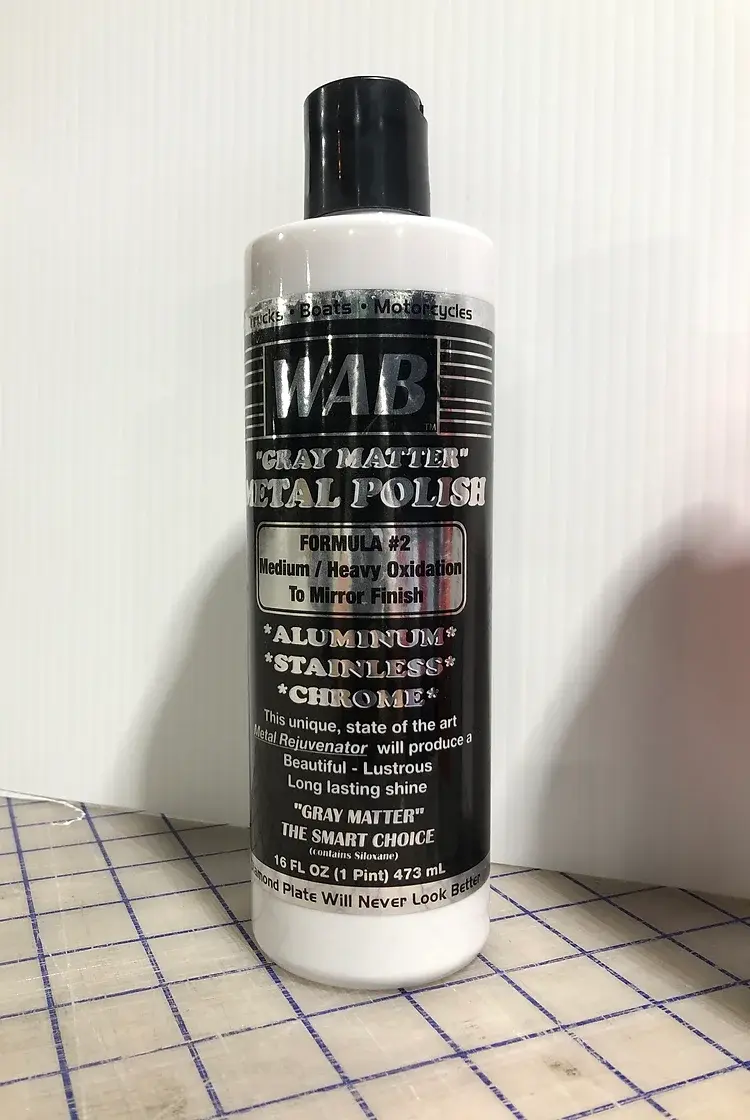 Trucks • Boats • Motorcycles
WAB™
"GRAY MATTER"
METAL POLISH
FORMULA #2
Medium / Heavy Oxidation
To Mirror Finish
*ALUMINUM*
*STAINLESS*
*CHROME*
This unique, state of the art
Metal Rejuvenator will produce a
Beautiful - Lustrous
Long lasting shine
"GRAY MATTER"
THE SMART CHOICE
(contains Siloxane)
16 FL OZ (1 Pint) 473 mL
Diamond Plate Will Never Look Better